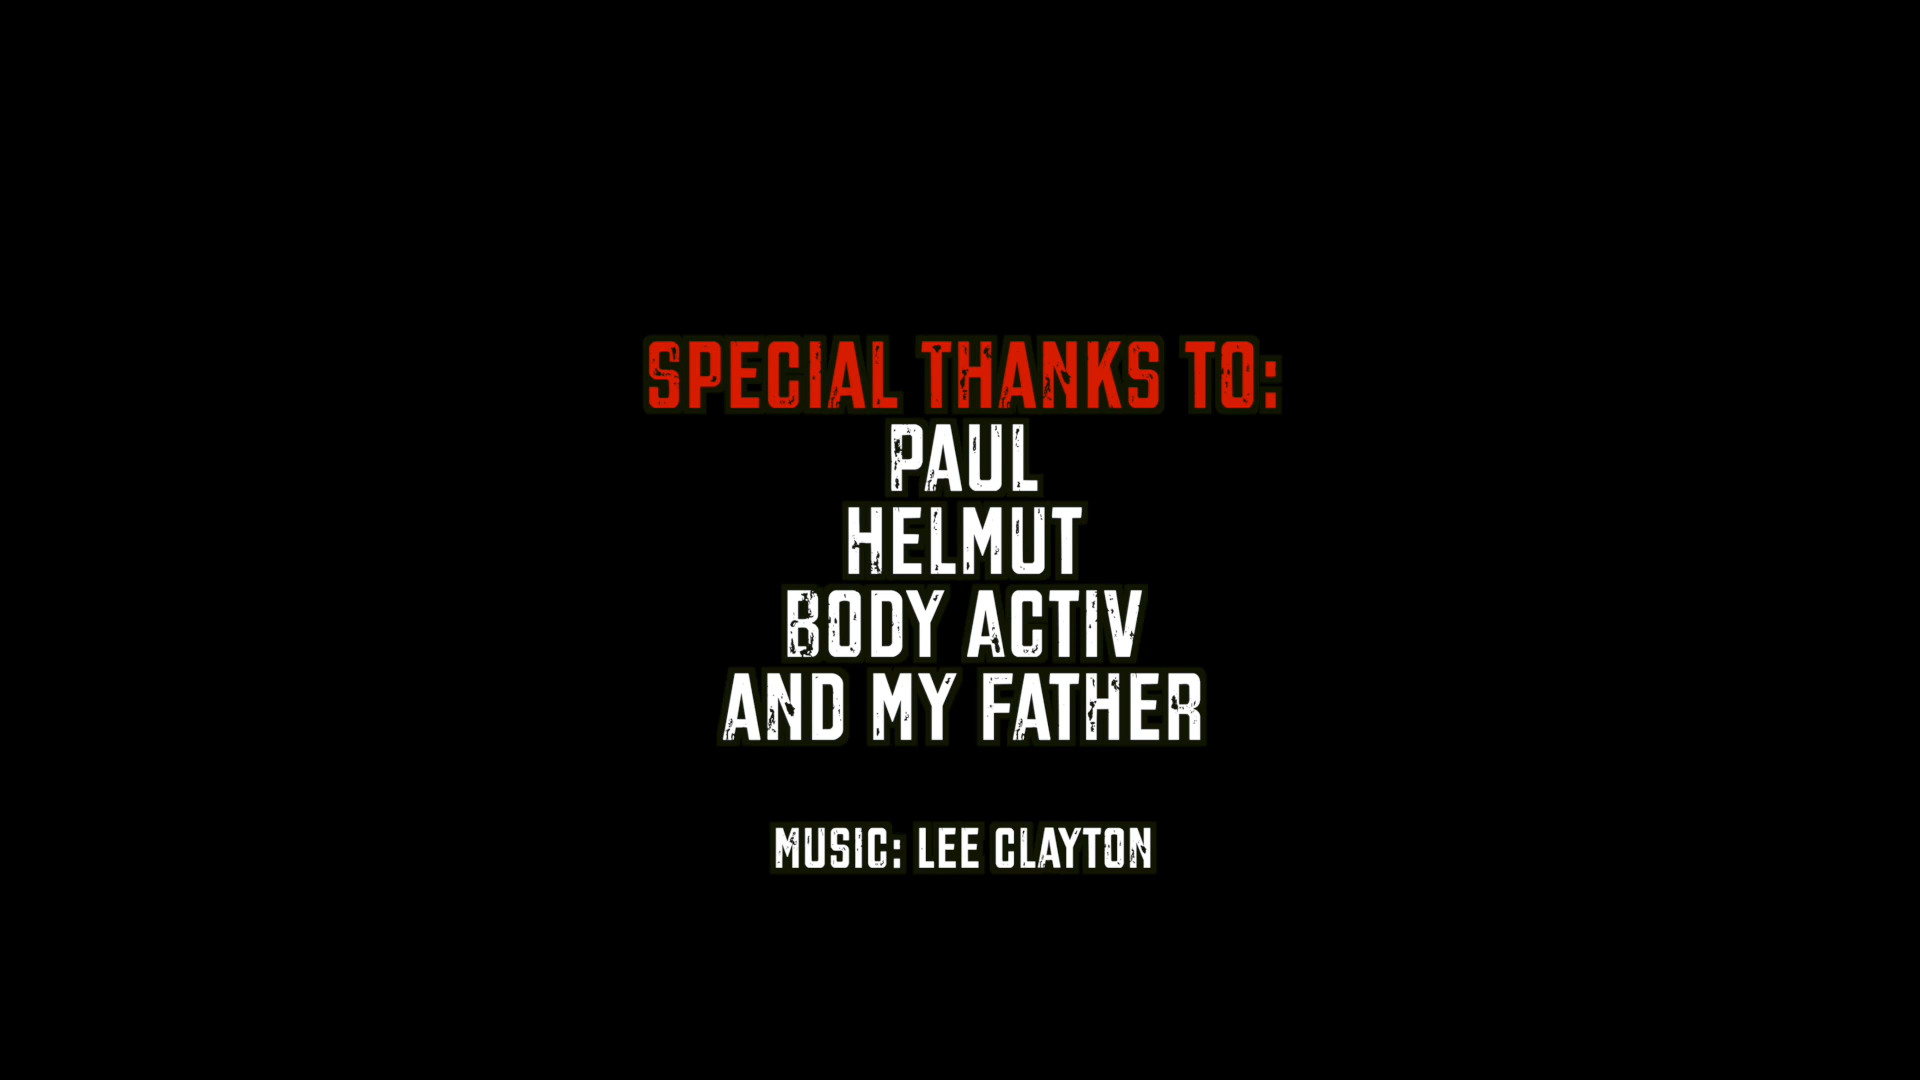 SPECIAL THANKS TO:
PAUL
HELMUT
BODY ACTIV
AND MY FATHER
MUSIC: LEE CLAYTON